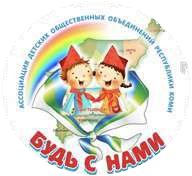 АССОЦИАЦИЯ ДЕТСКИХ ОБЩЕСТВЕННЫХ ОБЪЕДИНЕНИЙ РЕСПУБЛИКИ КОМИ
БУДЬ С НАМИ